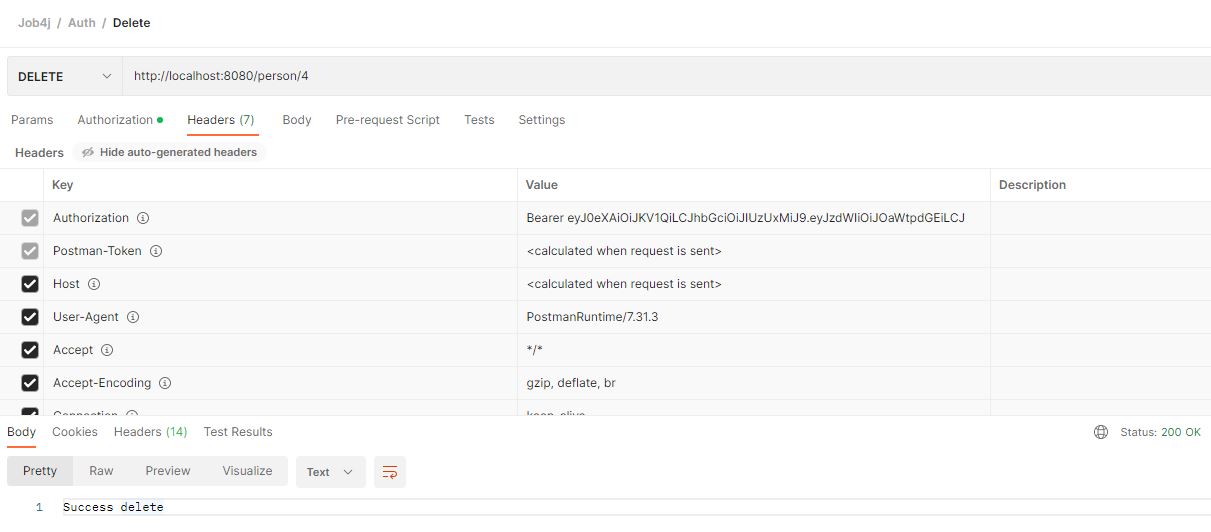 Job4j / Auth / Delete
DELETE http://localhost:8080/person/4
Params Authorization Headers (7) Body Pre-request Script Tests Settings
Headers Hide auto-generated headers
Key Value Description
Authorization Bearer eyJ0eXAiOiJKV1QiLCJhbGciOiJIUzUxMiJ9.eyJzdWIiOiJOaWtpdGEiLCJ
Postman-Token <calculated when request is sent>
Host <calculated when request is sent>
User-Agent PostmanRuntime/7.31.3
Accept */*
Accept-Encoding gzip, deflate, br
Connection keep-alive
Body Cookies Headers (14) Test Results Status: 200 OK
Pretty Raw Preview Visualize Text
1 Success delete